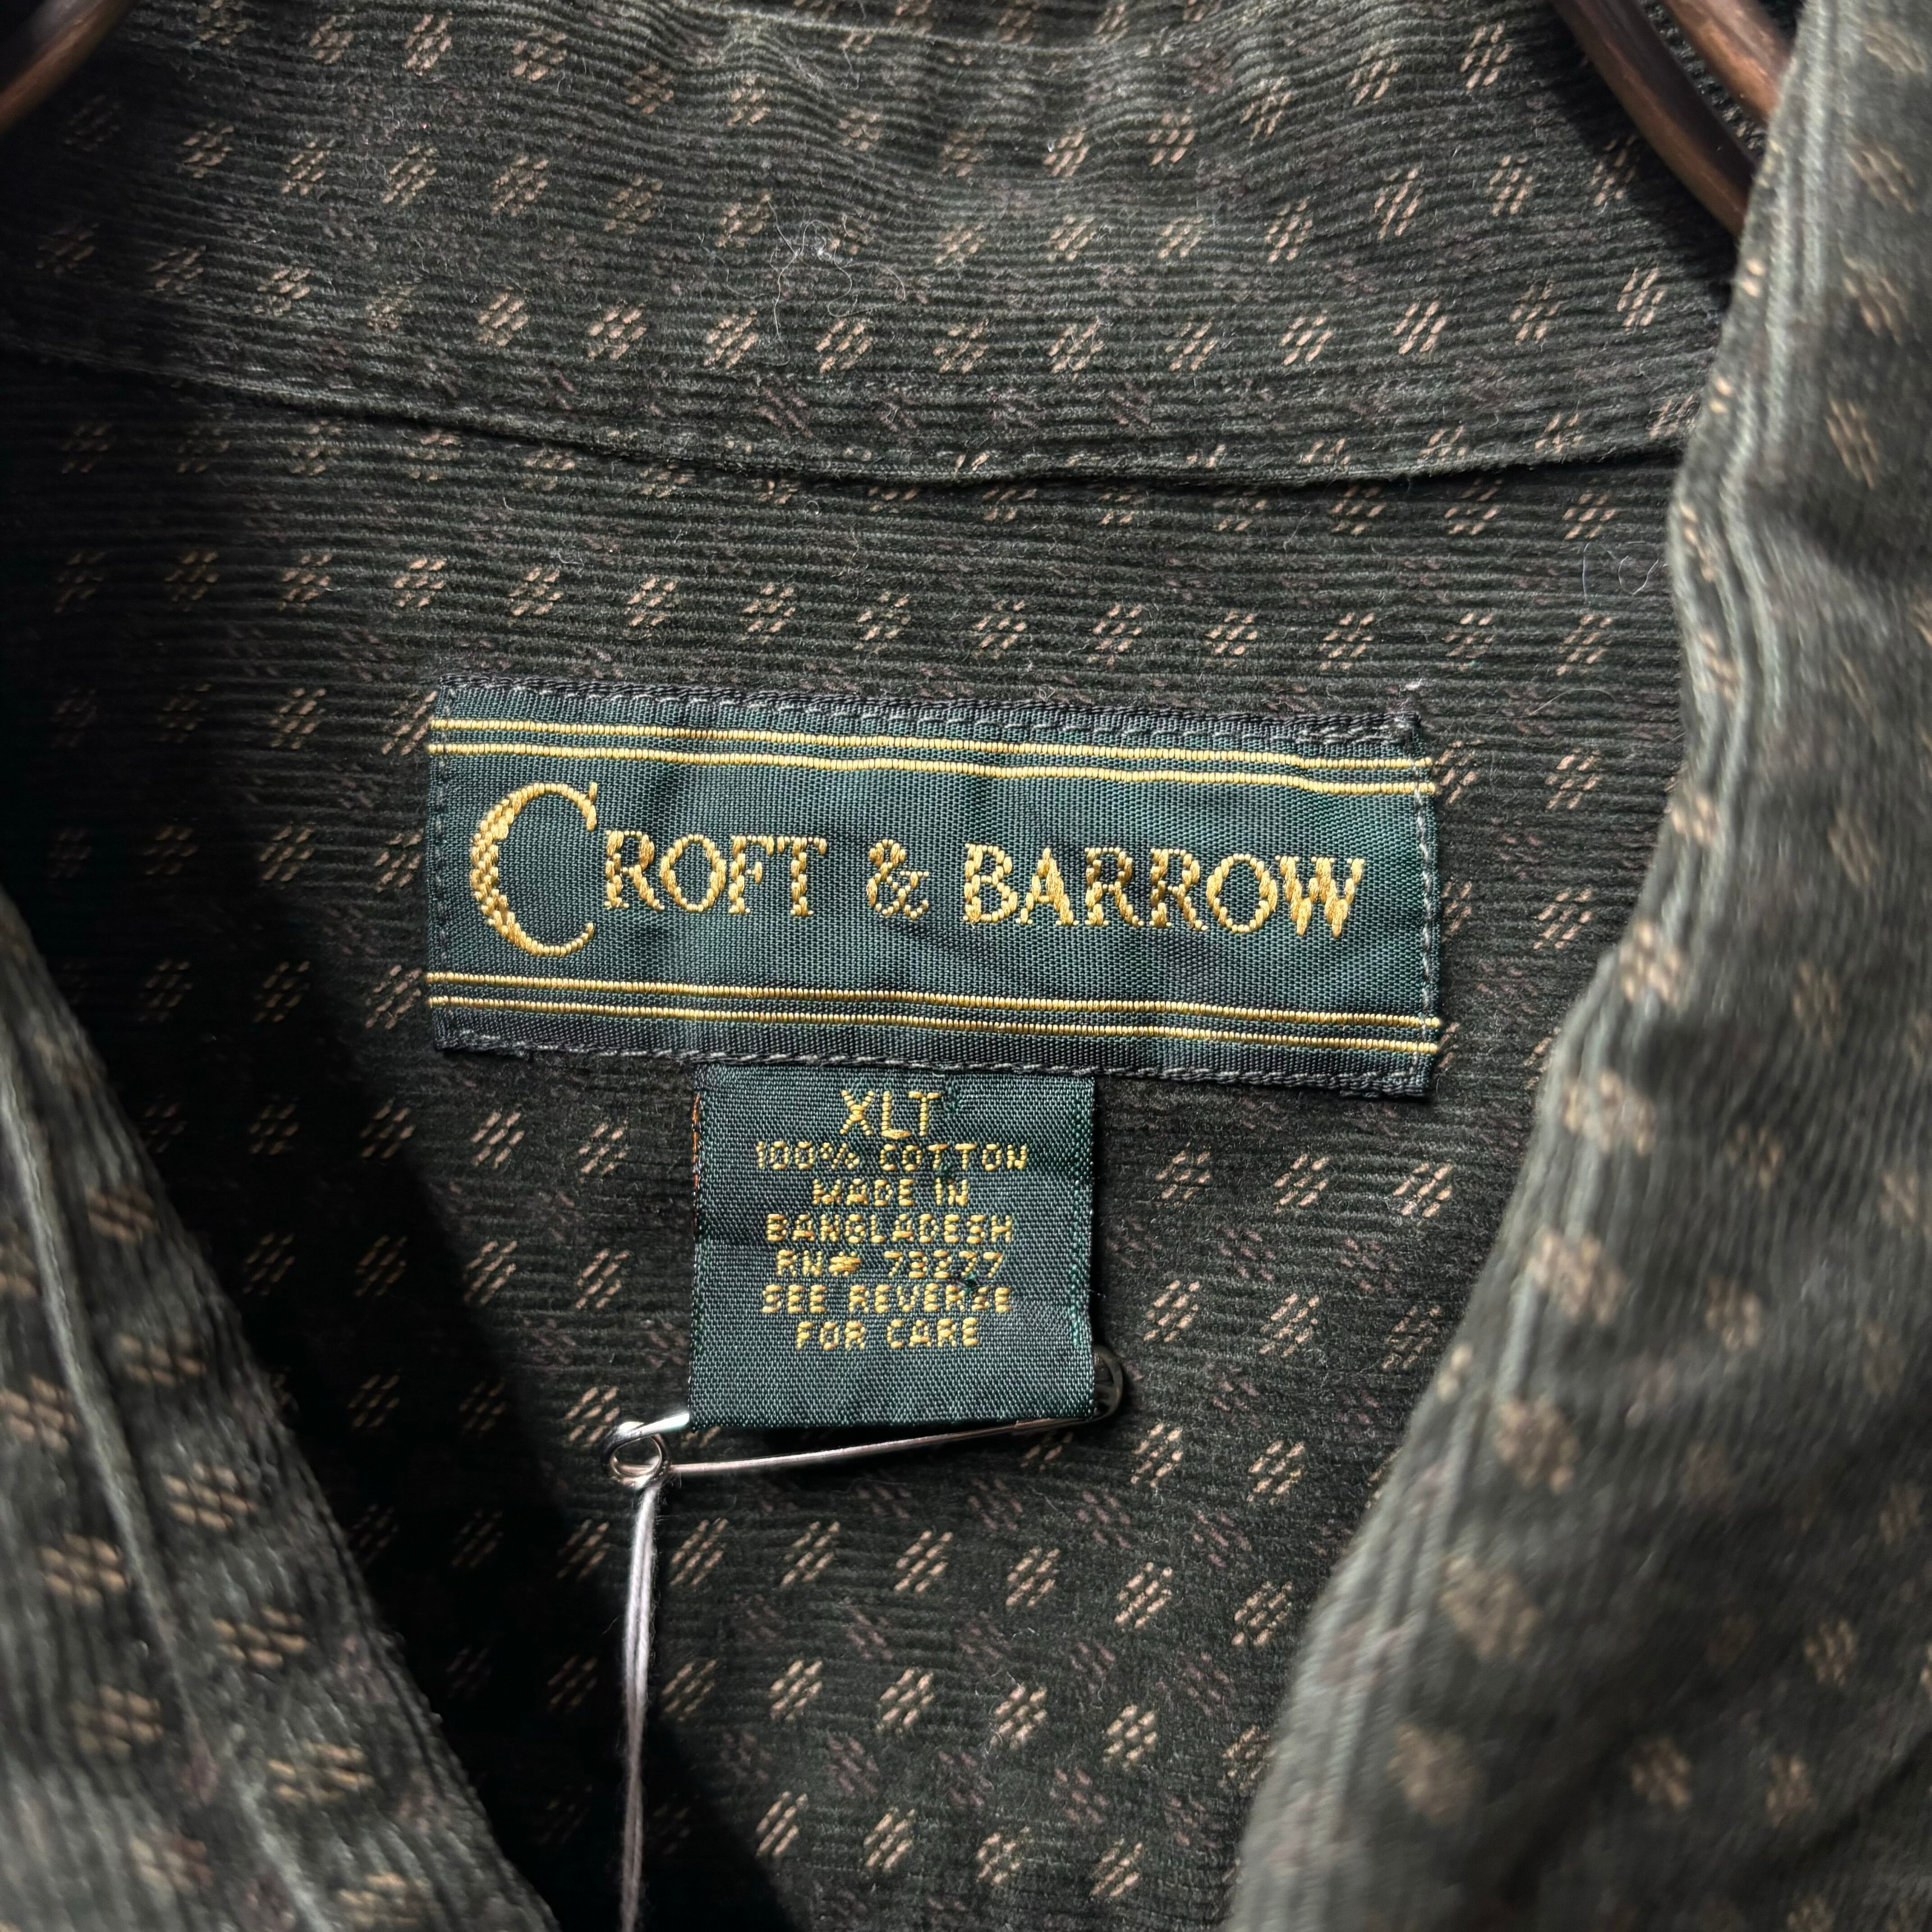 CROFT & BARROW
XLT
100% COTTON
MADE IN
BANGLADESH
RN# 73277
SEE REVERSE
FOR CARE